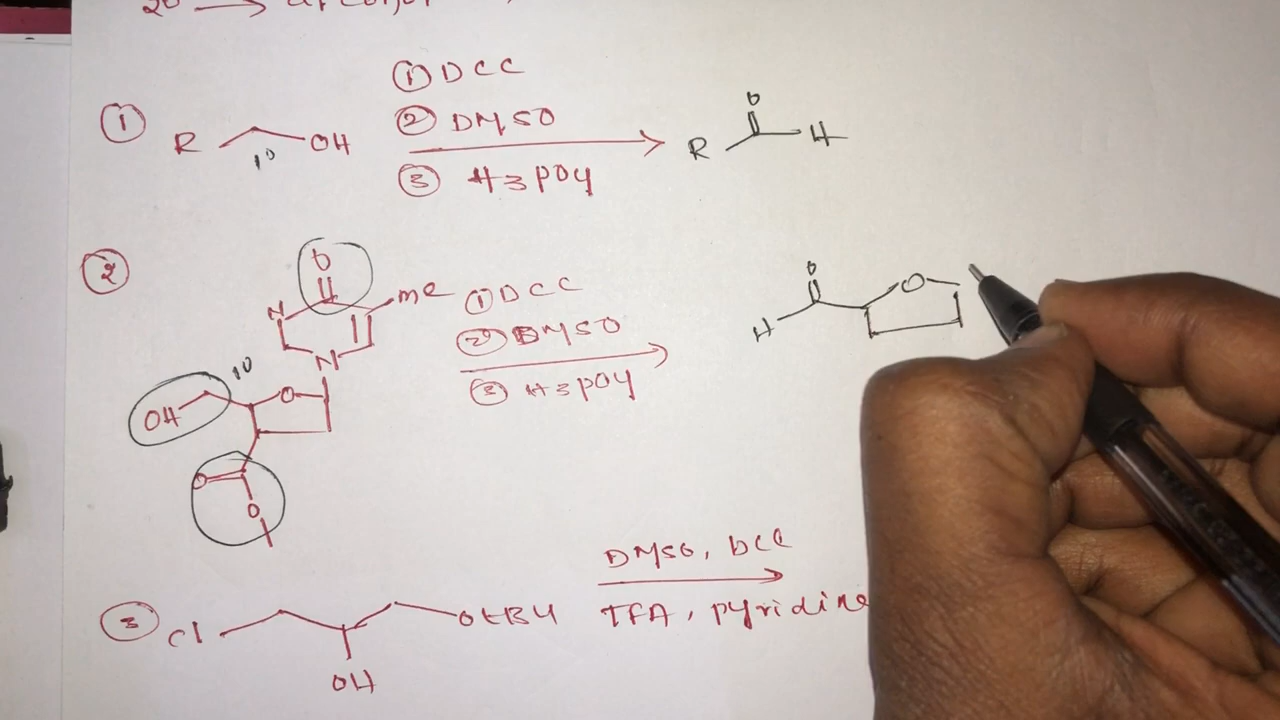 2° → 
① DCC
① R OH 1° ② DMSO R O H
③ H3PO4
② O
N me ① DCC O O
1° N ② DMSO H
OH O ③ H3PO4
O
O
DMSO, DCC
③ Cl OtBu TFA, pyridine
OH